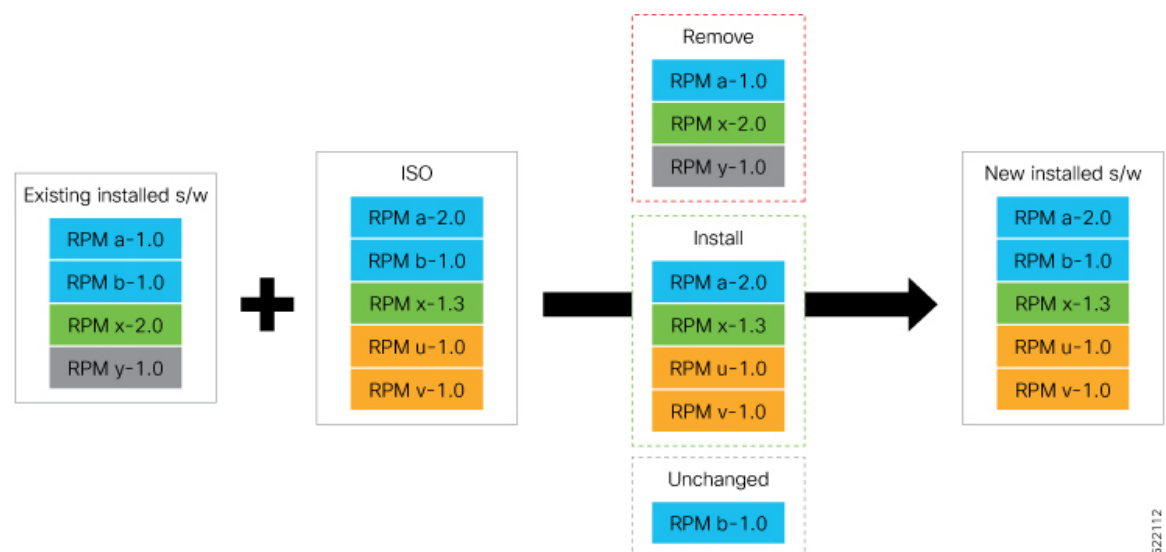 Existing installed s/w
RPM a-1.0
RPM b-1.0
RPM x-2.0
RPM y-1.0
ISO
RPM a-2.0
RPM b-1.0
RPM x-1.3
RPM u-1.0
RPM v-1.0
Remove
RPM a-1.0
RPM x-2.0
RPM y-1.0
Install
RPM a-2.0
RPM x-1.3
RPM u-1.0
RPM v-1.0
Unchanged
RPM b-1.0
New installed s/w
RPM a-2.0
RPM b-1.0
RPM x-1.3
RPM u-1.0
RPM v-1.0
522112